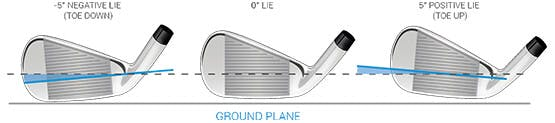 -5° NEGATIVE LIE
(TOE DOWN)
0° LIE
5° POSITIVE LIE
(TOE UP)
GROUND PLANE